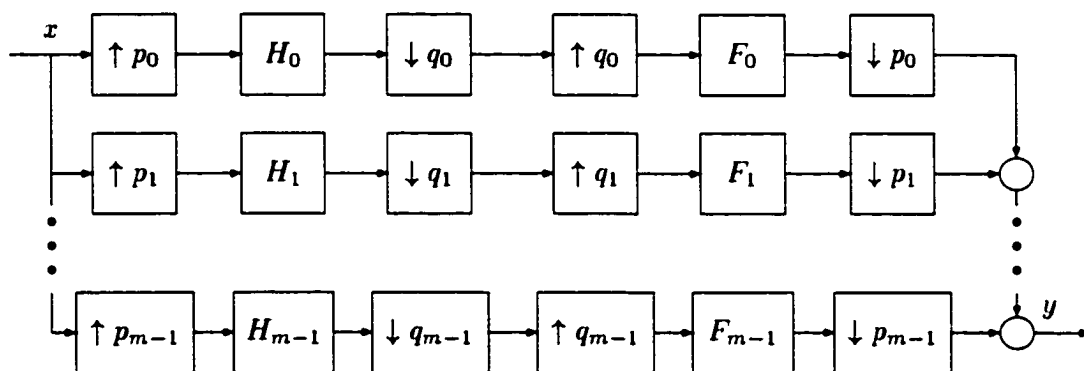 x
↑ p₀ H₀ ↓ q₀ ↑ q₀ F₀ ↓ p₀
↑ p₁ H₁ ↓ q₁ ↑ q₁ F₁ ↓ p₁
y
↑ pₘ₋₁ Hₘ₋₁ ↓ qₘ₋₁ ↑ qₘ₋₁ Fₘ₋₁ ↓ pₘ₋₁